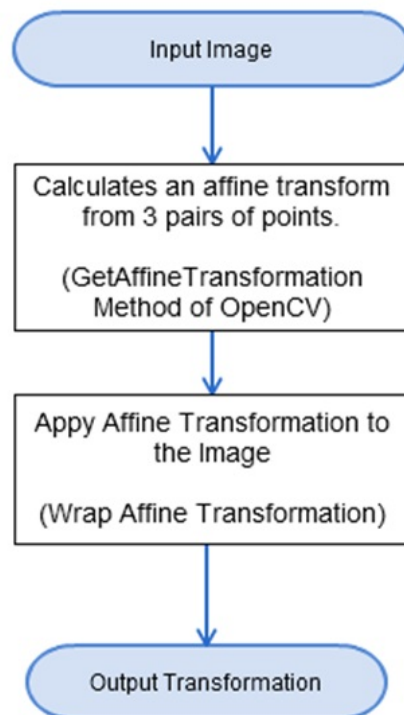 Input Image
Calculates an affine transform
from 3 pairs of points.
(GetAffineTransformation
Method of OpenCV)
Appy Affine Transformation to
the Image
(Wrap Affine Transformation)
Output Transformation